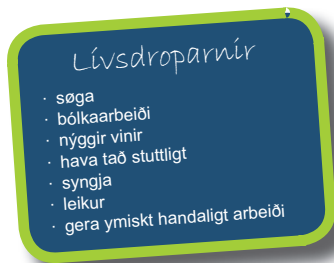 Lívsdroparnir
· søga
· bólkaarbeiði
· nýggir vinir
· hava tað stuttligt
· syngja
· leikur
· gera ymiskt handaligt arbeiði